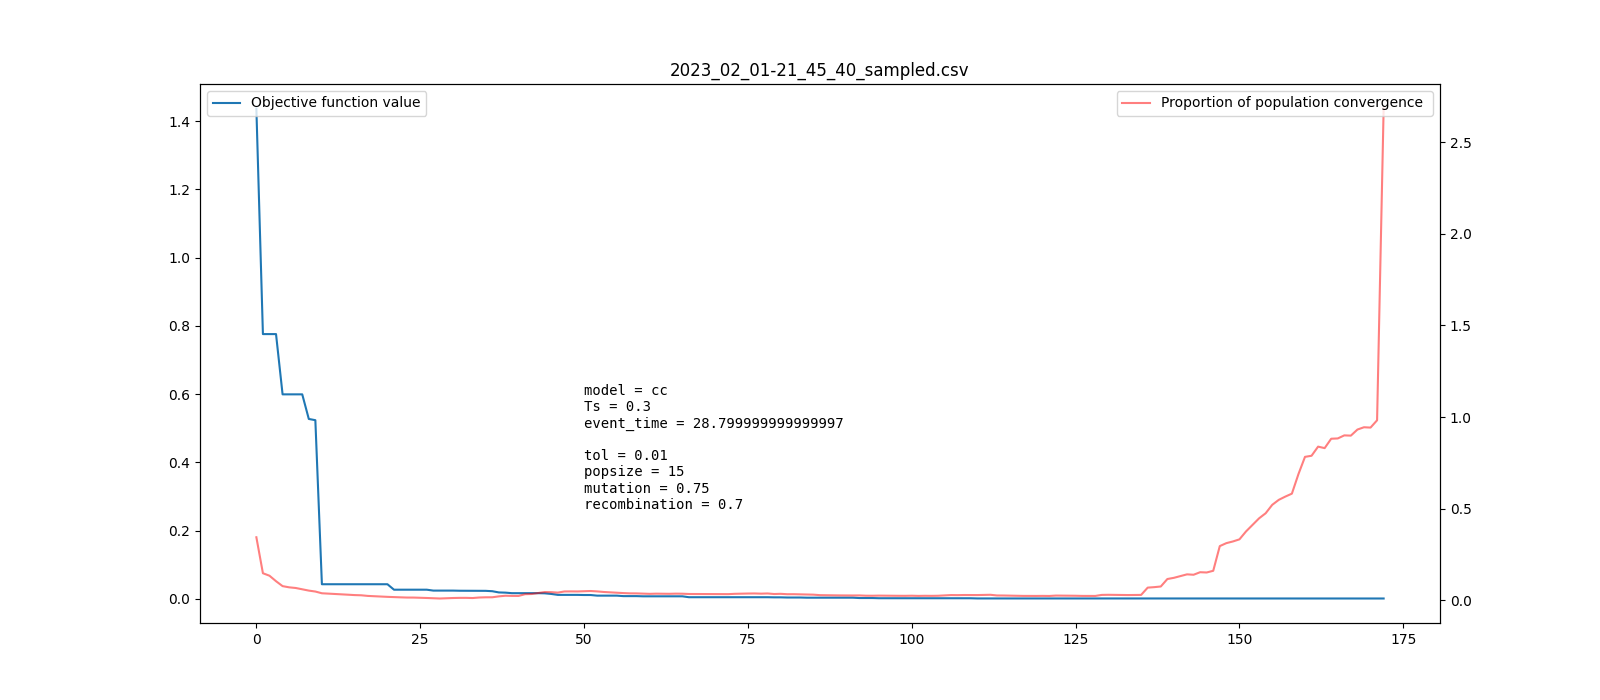 2023_02_01-21_45_40_sampled.csv
Objective function value
Proportion of population convergence
1.4
1.2
1.0
0.8
0.6
0.4
0.2
0.0
model = cc
Ts = 0.3
event_time = 28.799999999999997
tol = 0.01
popsize = 15
mutation = 0.75
recombination = 0.7
2.5
2.0
1.5
1.0
0.5
0.0
0 25 50 75 100 125 150 175